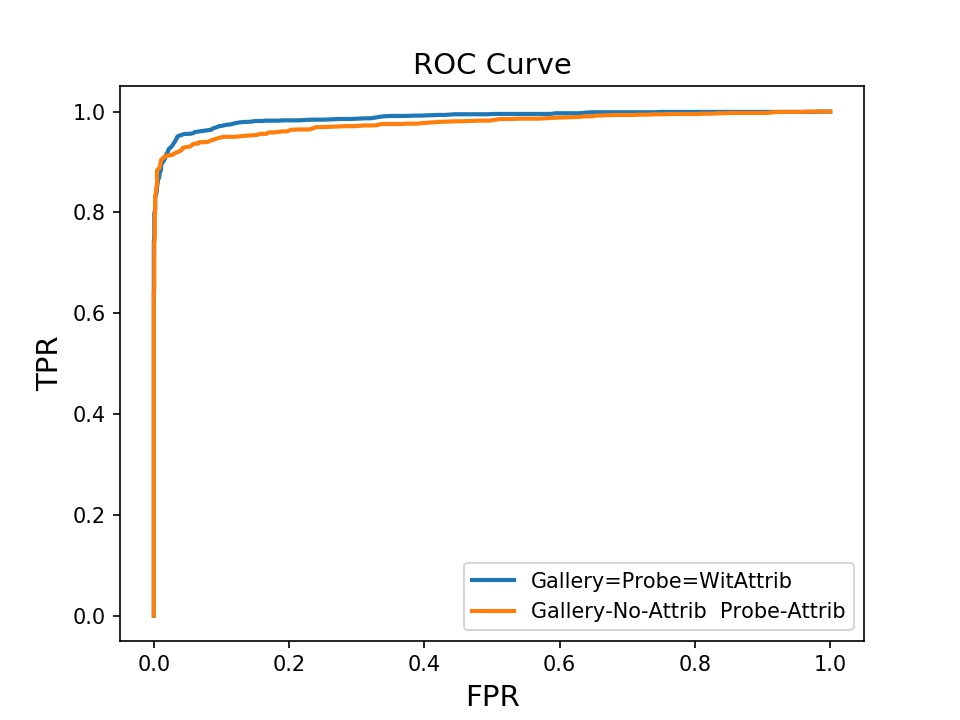 ROC Curve
TPR
1.0
0.8
0.6
0.4
0.2
0.0
Gallery=Probe=WitAttrib
Gallery-No-Attrib  Probe-Attrib
0.0 0.2 0.4 0.6 0.8 1.0
FPR